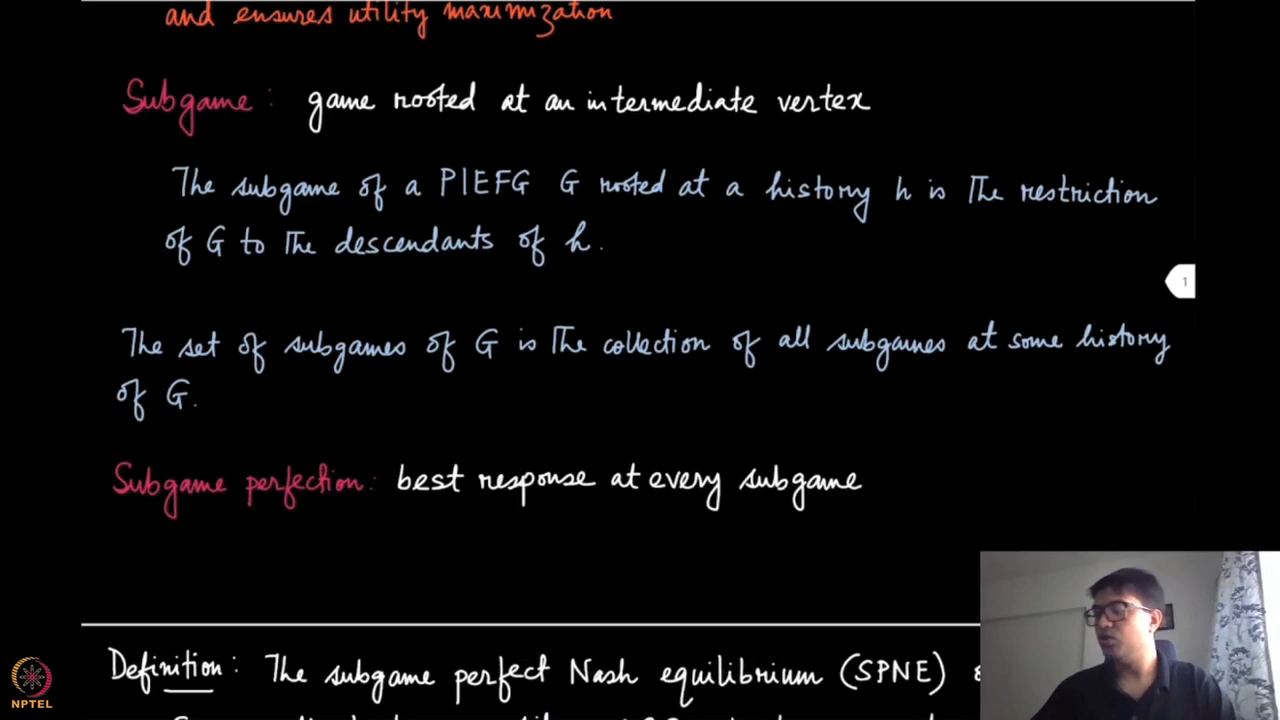 and ensures utility maximization
Subgame: game rooted at an intermediate vertex
The subgame of a PIEFG G rooted at a history h is the restriction
of G to the descendants of h.
1
The set of subgames of G is the collection of all subgames at some history
of G.
Subgame perfection: best response at every subgame
Definition: The subgame perfect Nash equilibrium (SPNE)
NPTEL